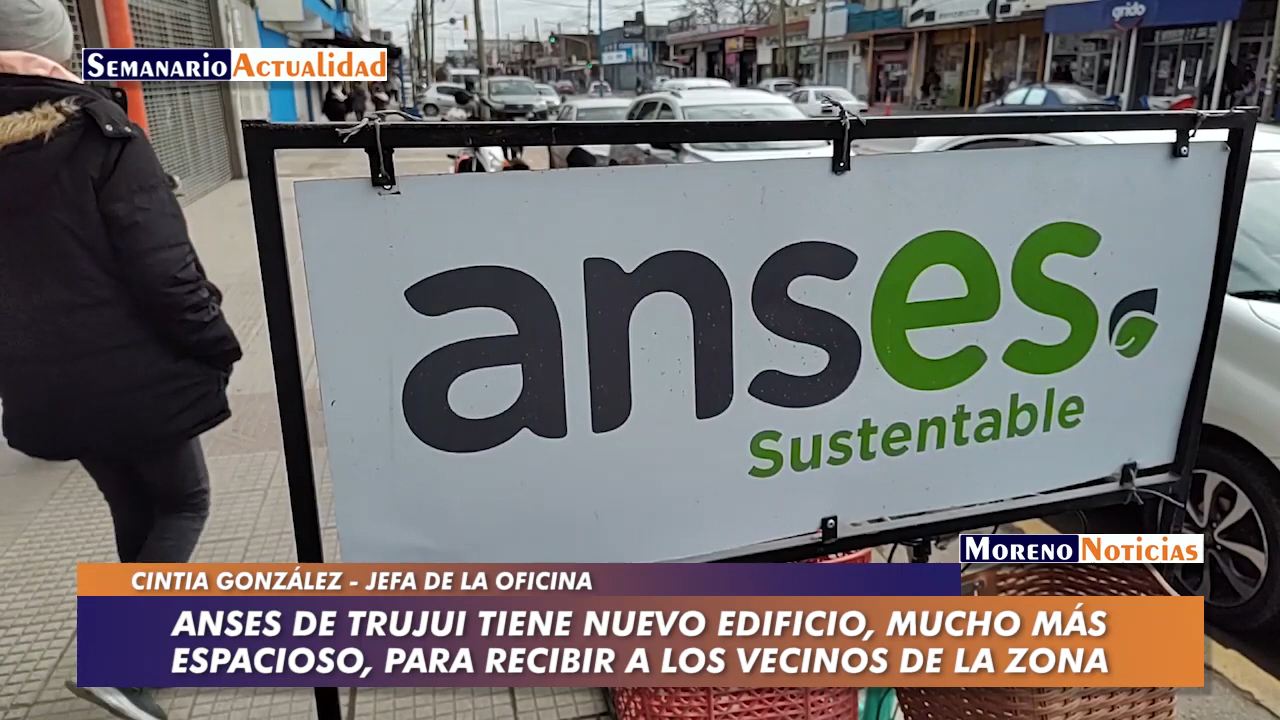 SEMANARIO ACTUALIDAD
grido
anses
Sustentable
MORENO NOTICIAS
CINTIA GONZÁLEZ - JEFA DE LA OFICINA
ANSES DE TRUJUI TIENE NUEVO EDIFICIO, MUCHO MÁS
ESPACIOSO, PARA RECIBIR A LOS VECINOS DE LA ZONA